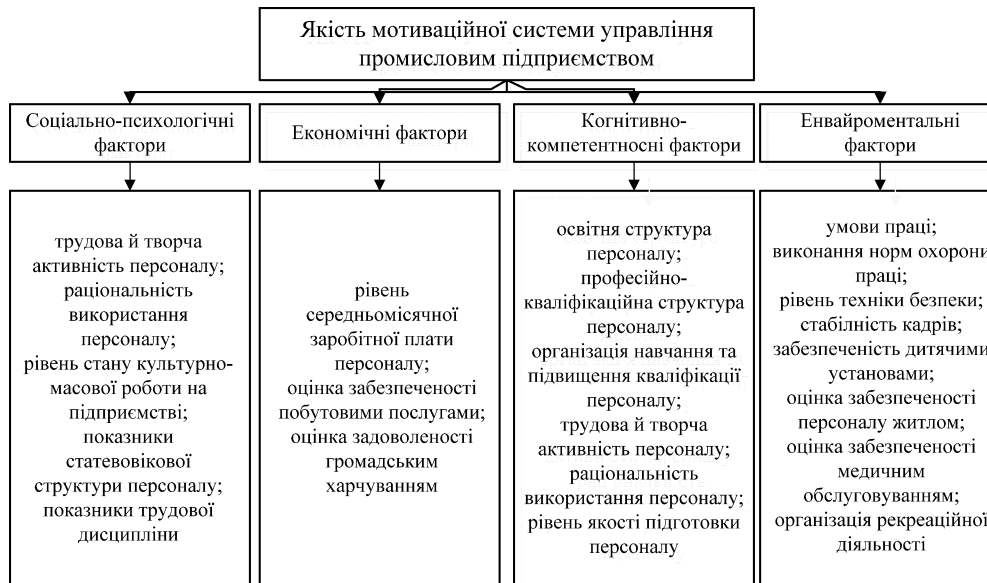 Якість мотиваційної системи управління
промисловим підприємством
Соціально-психологічні
фактори
Економічні фактори
Когнитивно-
компетентносні фактори
Енвайроментальні
фактори
трудова й творча
активність персоналу;
раціональність
використання
персоналу;
рівень стану культурно-
масової роботи на
підприємстві;
показники
статевовікової
структури персоналу;
показники трудової
дисципліни
рівень
середньомісячної
заробітної плати
персоналу;
оцінка забезпеченості
побутовими послугами;
оцінка задоволеності
громадським
харчуванням
освітня структура
персоналу;
професійно-
кваліфікаційна структура
персоналу;
організація навчання та
підвищення кваліфікації
персоналу;
трудова й творча
активність персоналу;
раціональність
використання персоналу;
рівень якості підготовки
персоналу
умови праці;
виконання норм охорони
праці;
рівень техніки безпеки;
стабілність кадрів;
забезпеченість дитячими
установами;
оцінка забезпеченості
персоналу житлом;
оцінка забезпеченості
медичним
обслуговуванням;
організація рекреаційної
діяльності